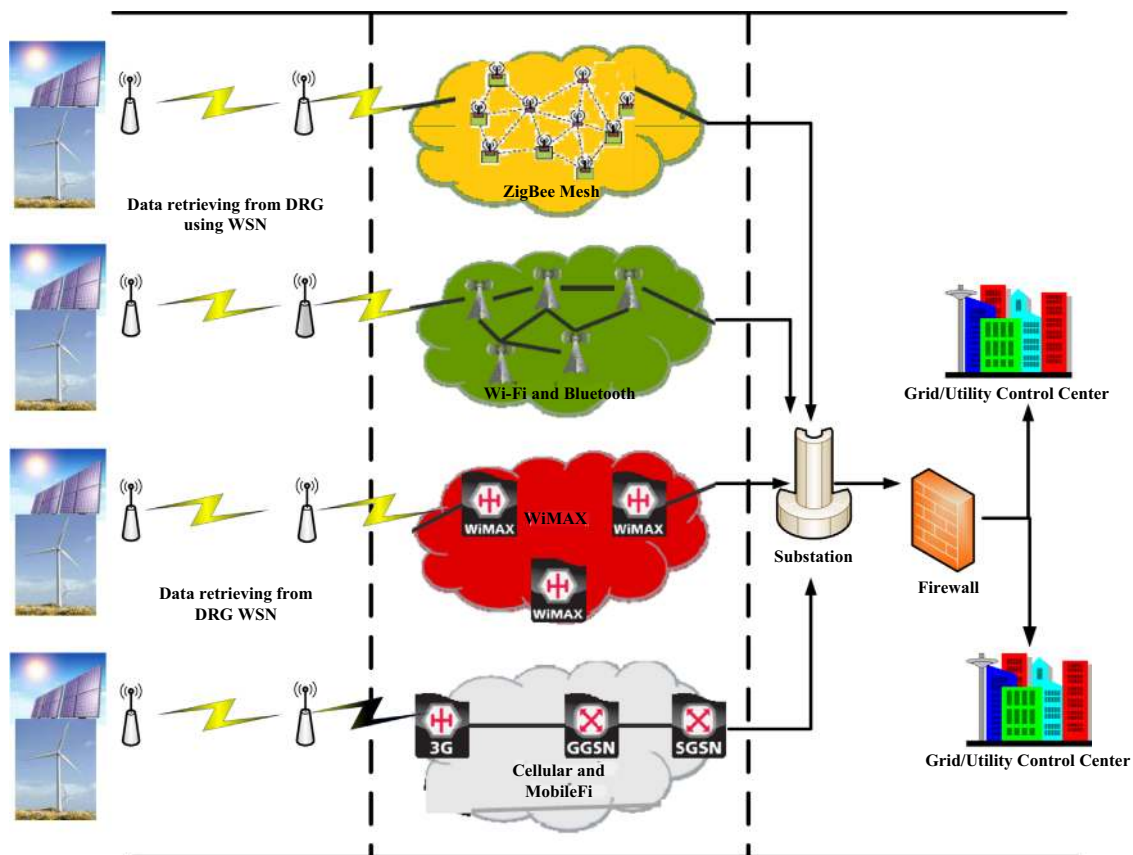 ZigBee Mesh
Data retrieving from DRG
using WSN
Wi-Fi and Bluetooth
Grid/Utility Control Center
WiMAX
WiMAX
WiMAX
WiMAX
Substation
Firewall
Data retrieving from
DRG WSN
3G
GGSN
SGSN
Cellular and
MobileFi
Grid/Utility Control Center